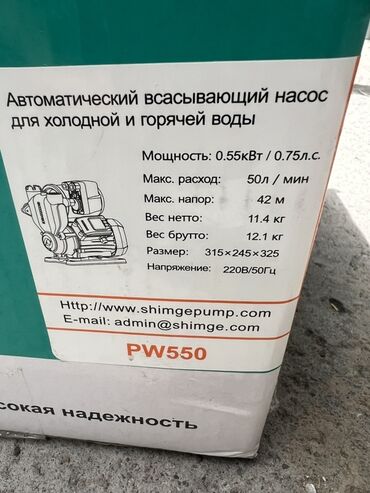 Автоматический всасывающий насос
для холодной и горячей воды
Мощность: 0.55кВт / 0.75л.с.
Макс. расход: 50л / мин
Макс. напор: 42 м
Вес нетто: 11.4 кг
Вес брутто: 12.1 кг
Размер: 315×245×325
Напряжение: 220В/50Гц
Http://www.shimgepump.com
E-mail: admin@shimge.com
PW550
сокая надежность